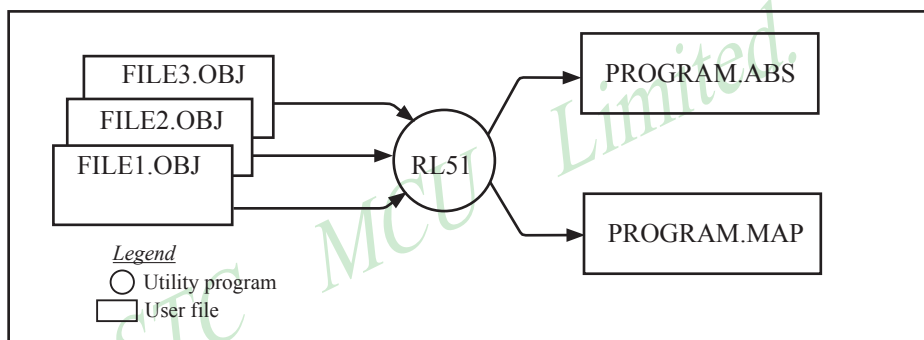 FILE3.OBJ
FILE2.OBJ
FILE1.OBJ
RL51
PROGRAM.ABS
PROGRAM.MAP
Legend
Utility program
User file
STC MCU Limited.